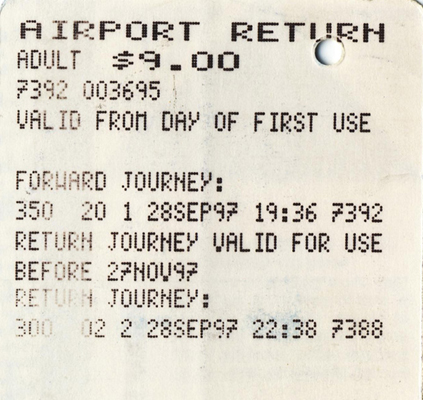 AIRPORT RETURN
ADULT $9.00
7392 003695
VALID FROM DAY OF FIRST USE
FORWARD JOURNEY:
350 20 1 28SEP97 19:36 7392
RETURN JOURNEY VALID FOR USE
BEFORE 27NOV97
RETURN JOURNEY:
300 02 2 28SEP97 22:38 7388